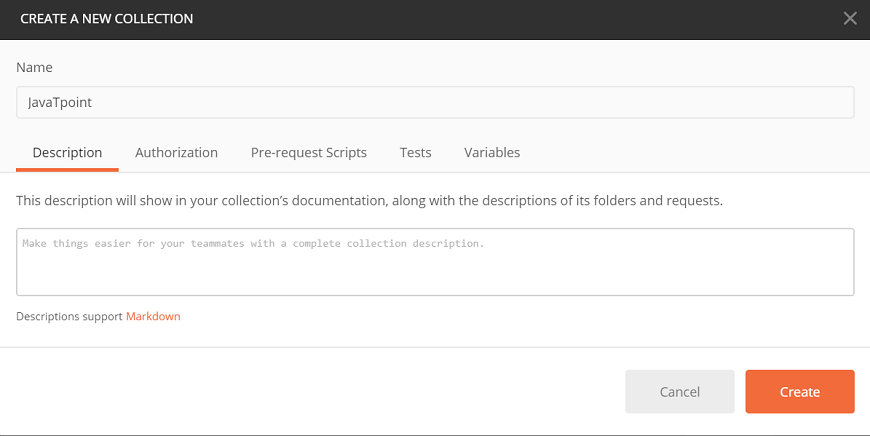 CREATE A NEW COLLECTION
Name
JavaTpoint
Description Authorization Pre-request Scripts Tests Variables
This description will show in your collection’s documentation, along with the descriptions of its folders and requests.
Make things easier for your teammates with a complete collection description.
Descriptions support Markdown
Cancel Create